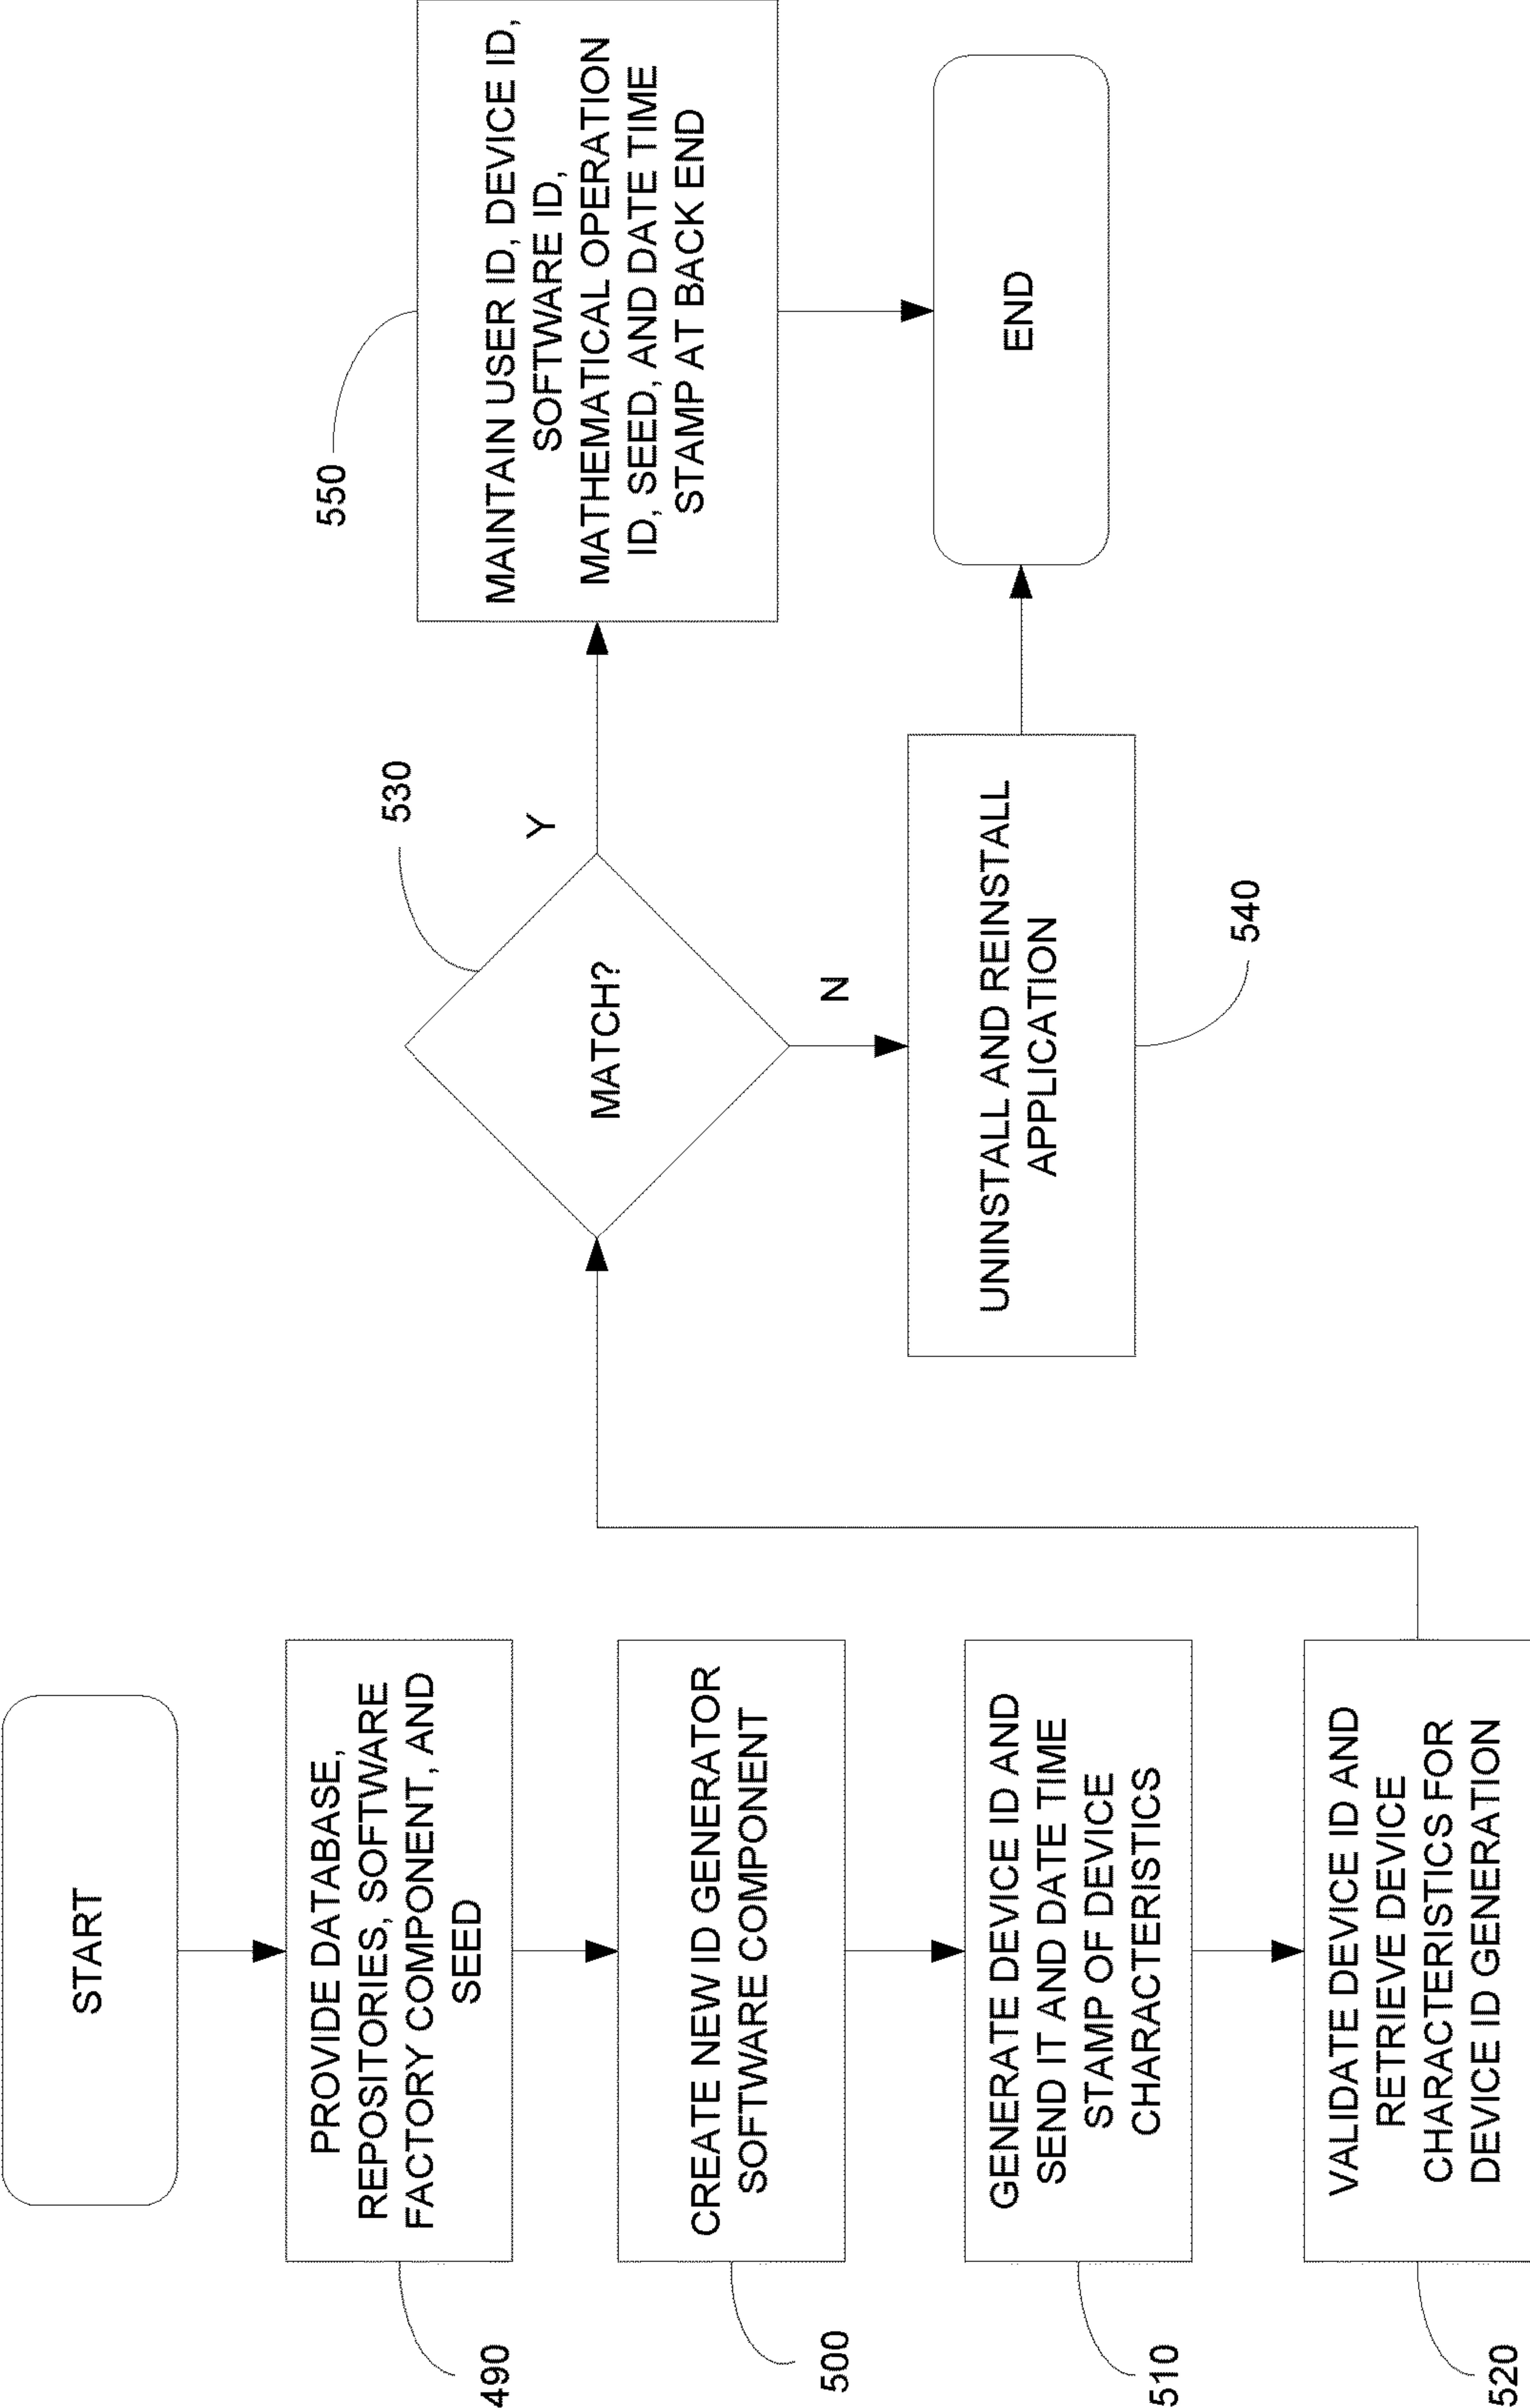 START
PROVIDE DATABASE,
REPOSITORIES, SOFTWARE
FACTORY COMPONENT, AND
SEED
490
CREATE NEW ID GENERATOR
SOFTWARE COMPONENT
500
GENERATE DEVICE ID AND
SEND IT AND DATE TIME
STAMP OF DEVICE
CHARACTERISTICS
510
VALIDATE DEVICE ID AND
RETRIEVE DEVICE
CHARACTERISTICS FOR
DEVICE ID GENERATION
520
MATCH?
530
Y
N
UNINSTALL AND REINSTALL
APPLICATION
540
550
MAINTAIN USER ID, DEVICE ID,
SOFTWARE ID,
MATHEMATICAL OPERATION
ID, SEED, AND DATE TIME
STAMP AT BACK END
END